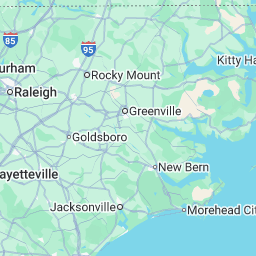 85
95
Kitty Ha
urham
Rocky Mount
Raleigh
Greenville
Goldsboro
New Bern
ayetteville
Jacksonville
Morehead Cit